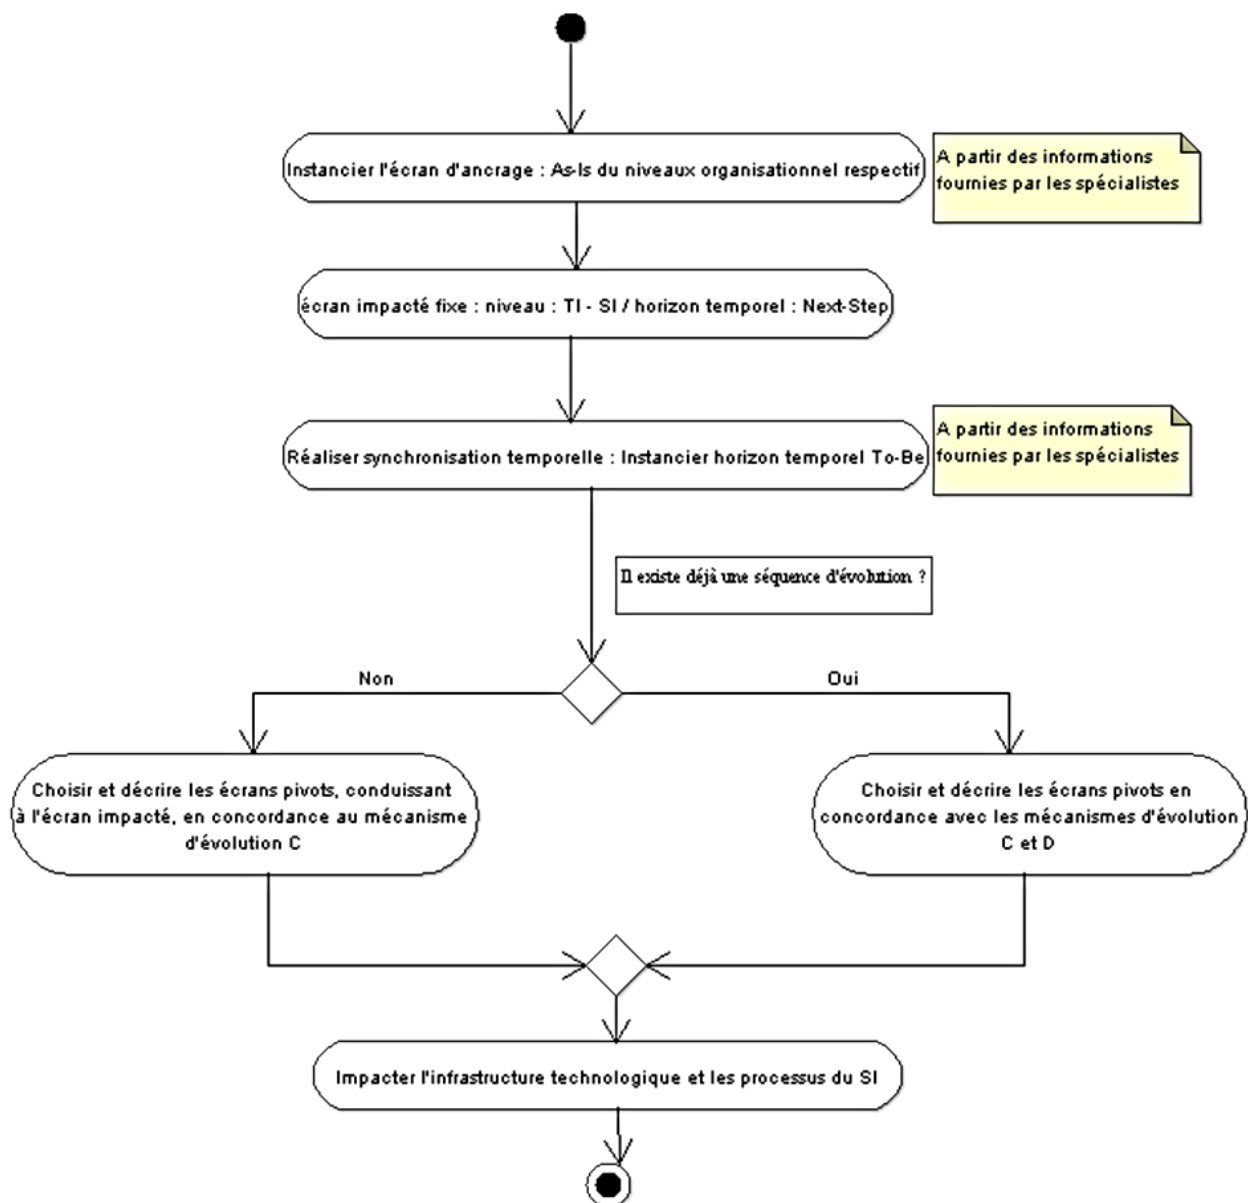 Instancier l'écran d'ancrage : As-Is du niveaux organisationnel respectif
A partir des informations
fournies par les spécialistes
écran impacté fixe : niveau : TI - SI / horizon temporel : Next-Step
Réaliser synchronisation temporelle : Instancier horizon temporel To-Be
A partir des informations
fournies par les spécialistes
Il existe déjà une séquence d'évolution ?
Non
Oui
Choisir et décrire les écrans pivots, conduissant
à l'écran impacté, en concordance au mécanisme
d'évolution C
Choisir et décrire les écrans pivots en
concordance avec les mécanismes d'évolution
C et D
Impacter l'infrastructure technologique et les processus du SI